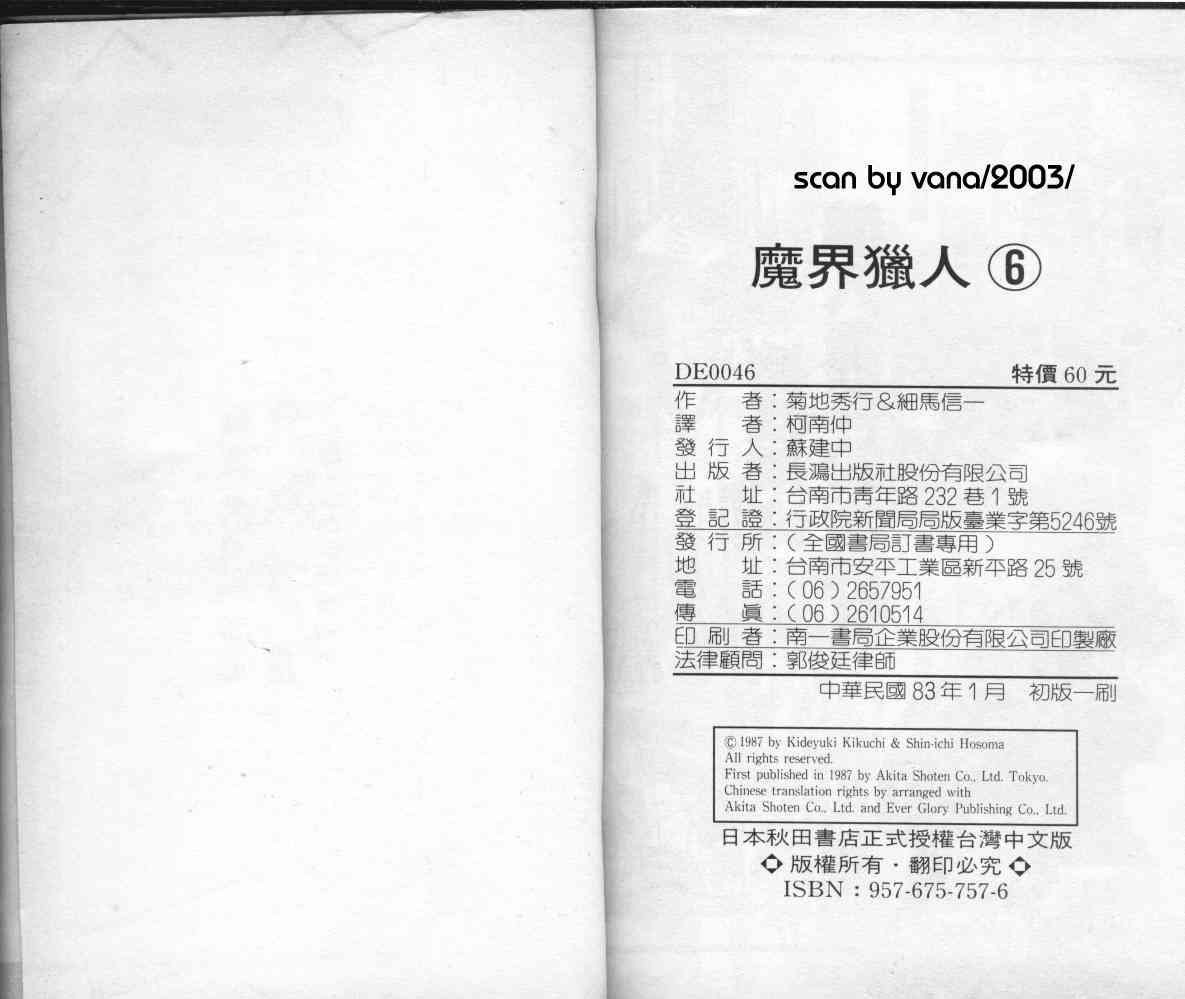 scan by vana/2003/
魔界獵人 ⑥
DE0046 特價 60 元
作者：菊地秀行＆細馬信一
譯者：柯南仲
發行人：蘇建中
出版者：長鴻出版社股份有限公司
社址：台南市青年路 232 巷 1 號
登記證：行政院新聞局局版臺業字第5246號
發行所：(全國書局訂書專用)
地址：台南市安平工業區新平路 25 號
電話：(06) 2657951
傳眞：(06) 2610514
印刷者：南一書局企業股份有限公司印製廠
法律顧問：郭俊廷律師
中華民國 83 年 1 月 初版一刷
© 1987 by Kideyuki Kikuchi & Shin-ichi Hosoma
All rights reserved.
First published in 1987 by Akita Shoten Co., Ltd. Tokyo.
Chinese translation rights by arranged with
Akita Shoten Co., Ltd. and Ever Glory Publishing Co., Ltd.
日本秋田書店正式授權台灣中文版
版權所有・翻印必究
ISBN : 957-675-757-6